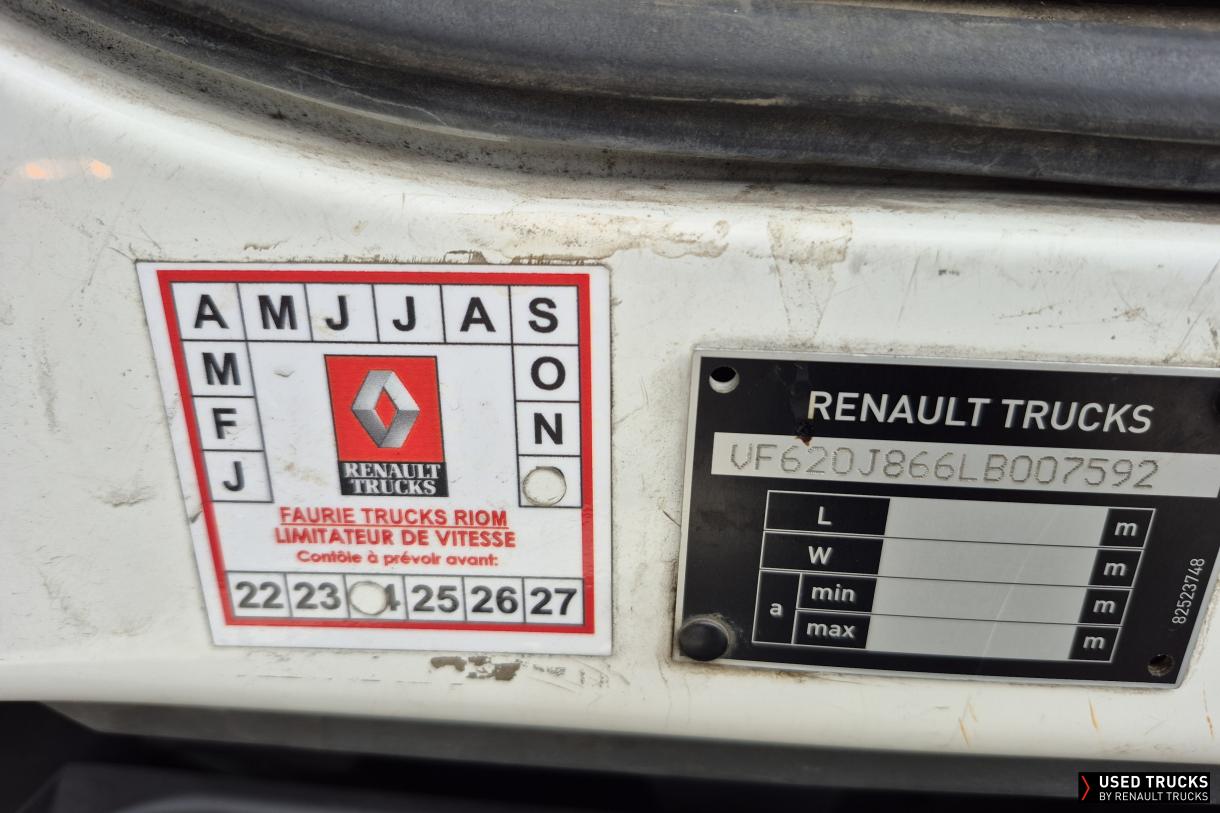 A M J J A S
M O
F N
J
RENAULT
TRUCKS
FAURIE TRUCKS RIOM
LIMITATEUR DE VITESSE
Contôle à prévoir avant:
22 23 4 25 26 27
RENAULT TRUCKS
VF620J866LB007592
L m
W m
a min m
max m
82523748
USED TRUCKS
BY RENAULT TRUCKS